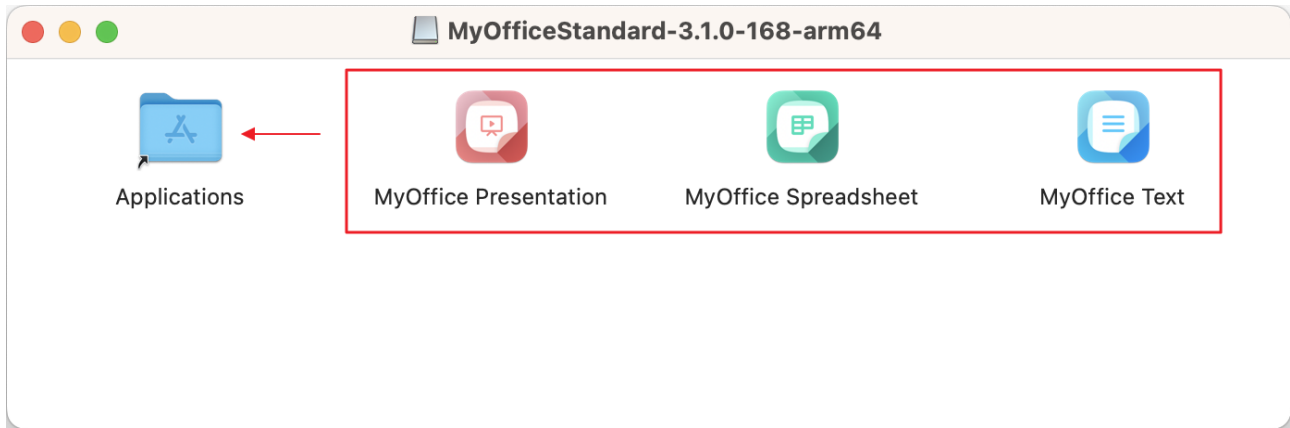 MyOfficeStandard-3.1.0-168-arm64
Applications
MyOffice Presentation
MyOffice Spreadsheet
MyOffice Text